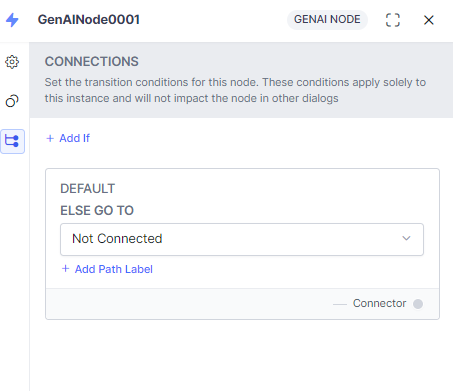 GenAINode0001
GENAI NODE
CONNECTIONS
Set the transition conditions for this node. These conditions apply solely to
this instance and will not impact the node in other dialogs
+ Add If
DEFAULT
ELSE GO TO
Not Connected
+ Add Path Label
Connector